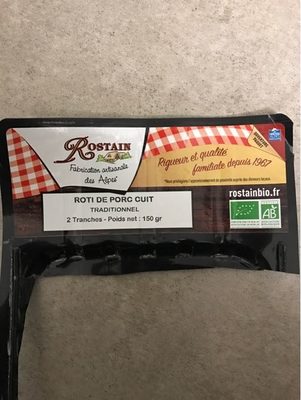 ROSTAIN
Fabrication artisanale
des Alpes
Rigueur et qualité
familiale depuis 1967
ROTI DE PORC CUIT
TRADITIONNEL
2 Tranches - Poids net : 150 gr
rostainbio.fr
AB